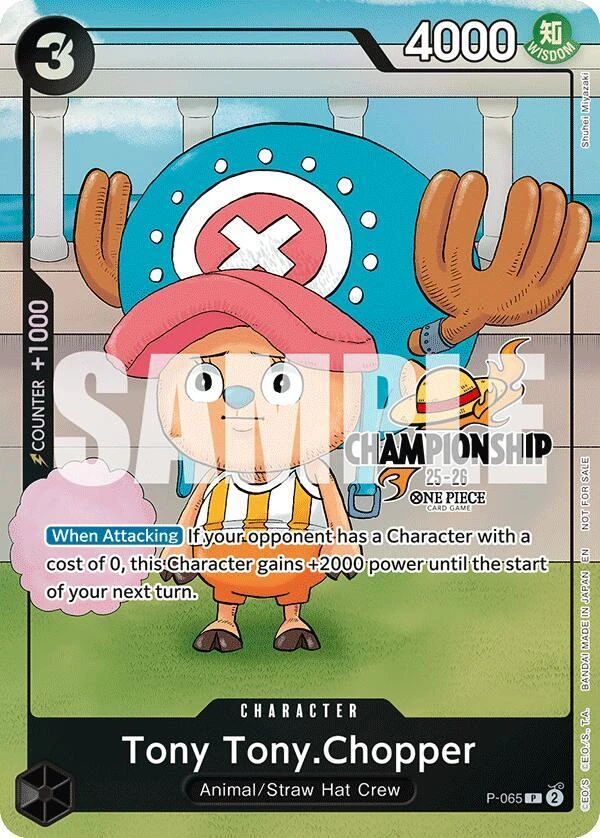 3
4000
知
WISDOM
Shuhei Miyazaki
COUNTER +1000
SAMPLE
CHAMPIONSHIP
25-26
ONE PIECE
CARD GAME
When Attacking If your opponent has a Character with a
cost of 0, this Character gains +2000 power until the start
of your next turn.
©E.O/S ©E.O./S., T.A. BANDAI MADE IN JAPAN EN NOT FOR SALE
CHARACTER
Tony Tony.Chopper
Animal/Straw Hat Crew
P-065 P 2